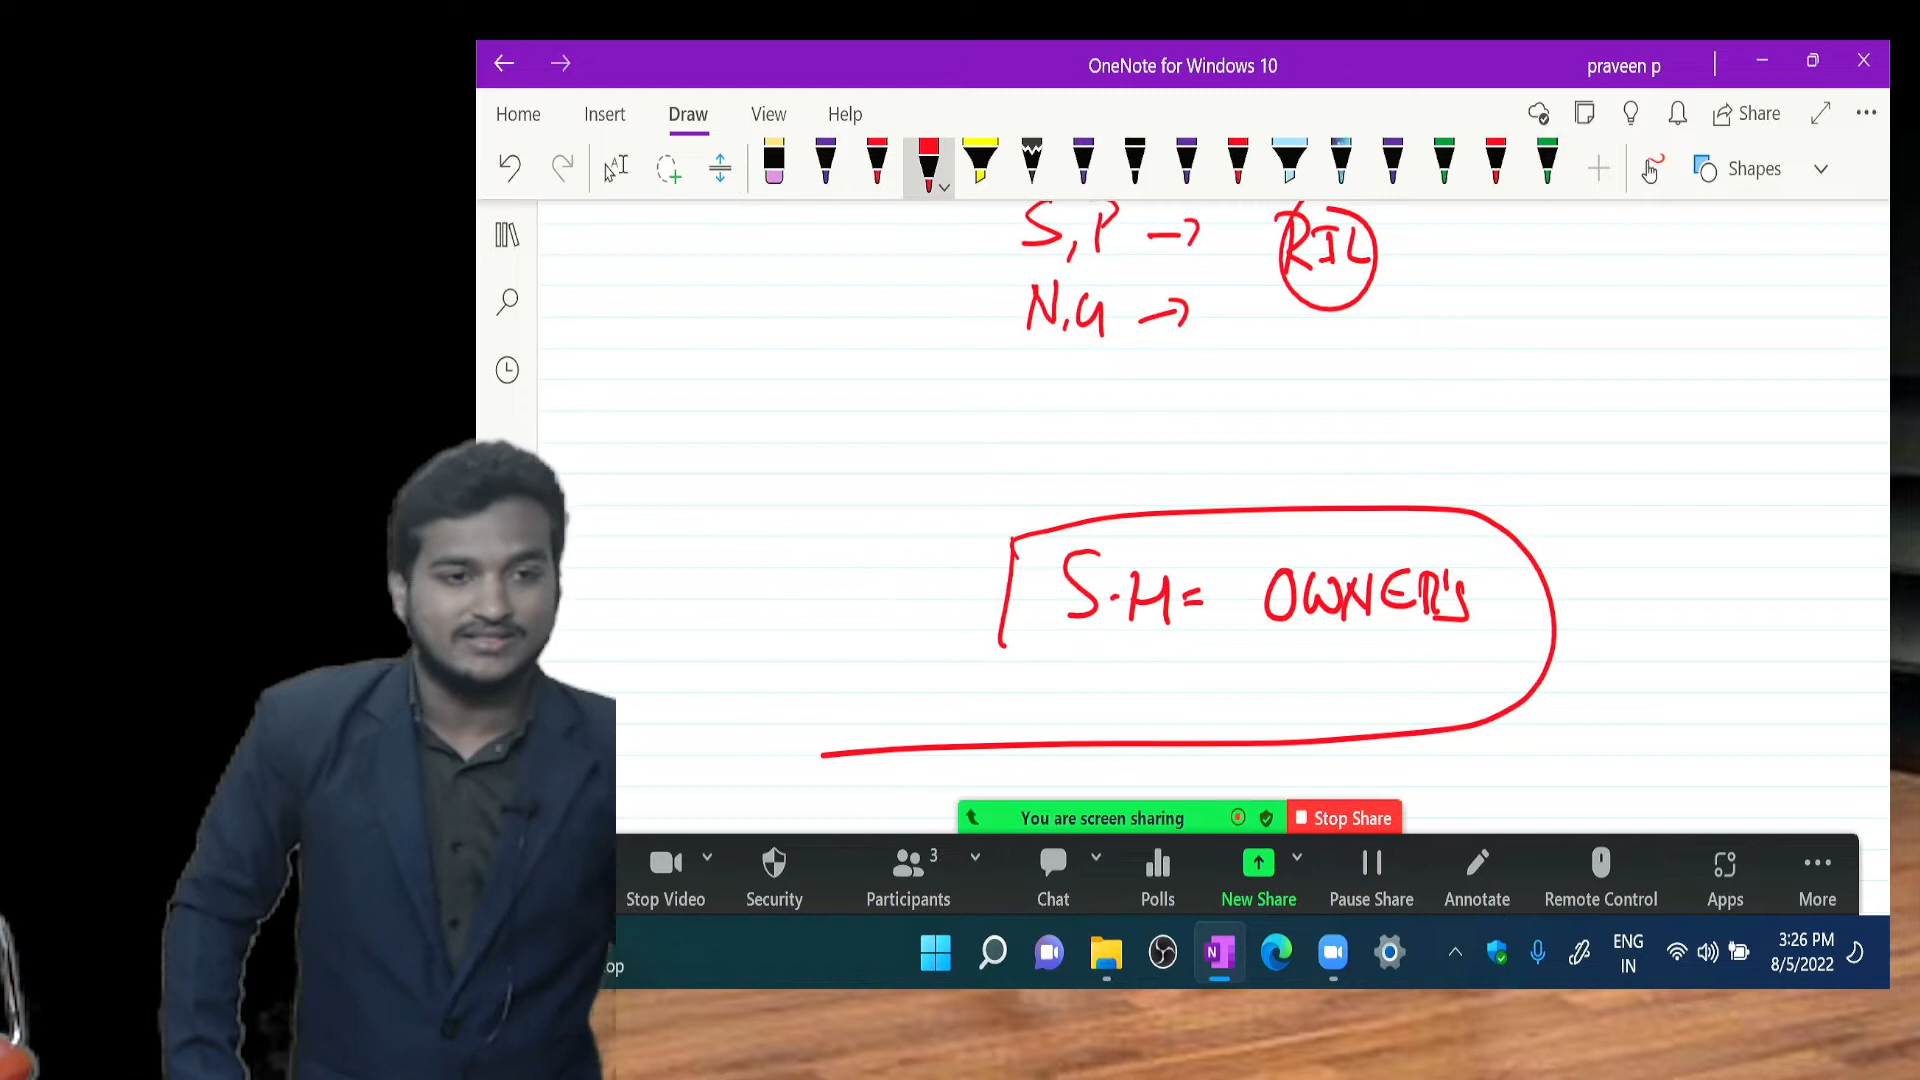 OneNote for Windows 10
praveen p
Home Insert Draw View Help
Share
Shapes
S,P → RIL
N,G →
S.H = OWNER'S
You are screen sharing
Stop Share
3
Stop Video Security Participants Chat Polls New Share Pause Share Annotate Remote Control Apps More
op
N
ENG
IN
3:26 PM
8/5/2022